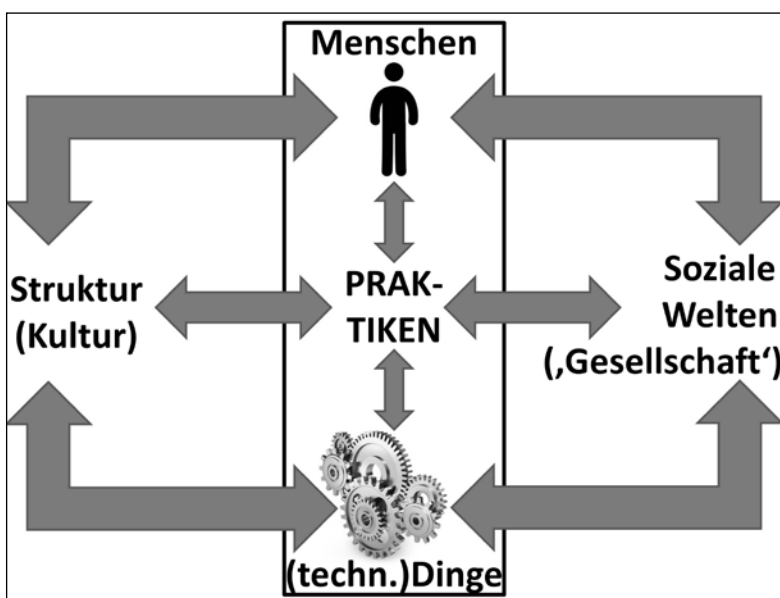 Menschen
Struktur
(Kultur)
PRAK-
TIKEN
Soziale
Welten
(‚Gesellschaft‘)
(techn.)Dinge